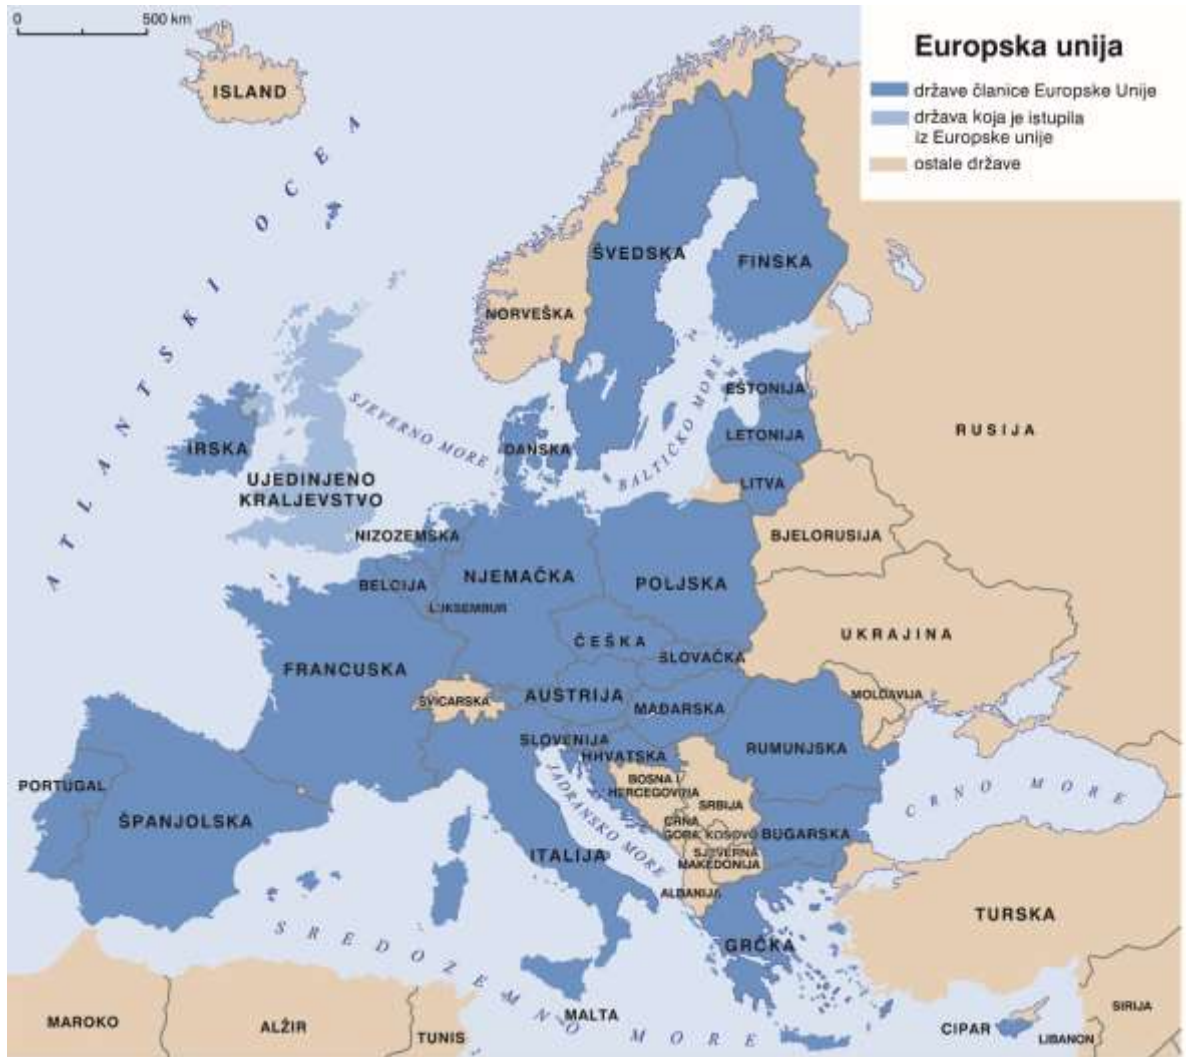 0 500 km
Europska unija
države članice Europske Unije
država koja je istupila
iz Europske unije
ostale države
ISLAND
ATLANTSKI OCEA
ŠVEDSKA
FINSKA
NORVEŠKA
SJEVERNO MORE
BALTIČKO MORE
EŠTONIJA
LETONIJA
LITVA
RUSIJA
DANSKA
IRSKA
UJEDINJENO
KRALJEVSTVO
NIZOZEMSKA
BELGIJA
LUKSEMBUR
NJEMAČKA
POLJSKA
BJELORUSIJA
UKRAJINA
ČEŠKA
SLOVAČKA
FRANCUSKA
ŠVICARSKA
AUSTRIJA
MAĐARSKA
MOLDAVIJA
SLOVENIJA
HHVATSKA
RUMUNJSKA
BOSNA I
HERCEGOVINA
SRBIJA
JADRANSKO MORE
CRNO MORE
PORTUGAL
ŠPANJOLSKA
ITALIJA
CRNA
GORA
KOSOVO
BUGARSKA
SJEVERNA
MAKEDONIJA
ALBANIJA
GRČKA
TURSKA
SREDOZEMNO MORE
MALTA
CIPAR
SIRIJA
LIBANON
MAROKO
ALŽIR
TUNIS